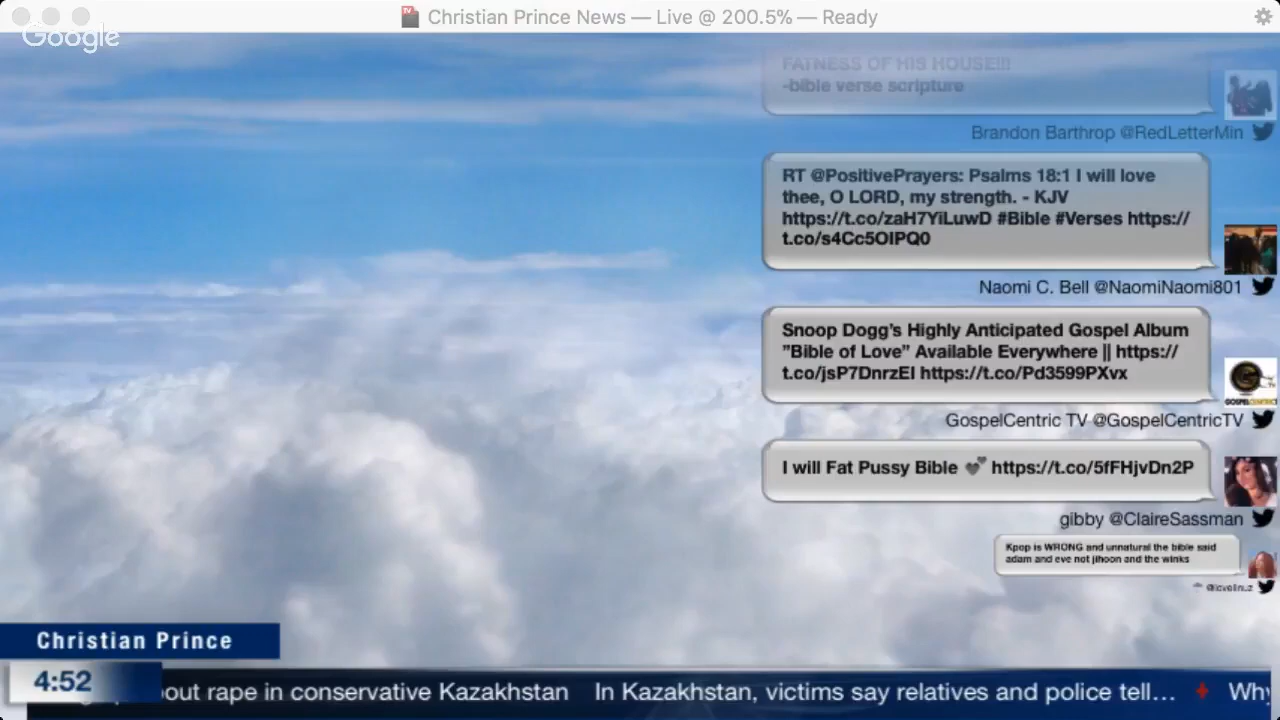 Christian Prince News — Live @ 200.5% — Ready
Google
FATNESS OF HIS HOUSE!!!
-bible verse scripture
Brandon Barthrop @RedLetterMin
RT @PositivePrayers: Psalms 18:1 I will love
thee, O LORD, my strength. - KJV
https://t.co/zaH7YiLuwD #Bible #Verses https://
t.co/s4Cc5OIPQ0
Naomi C. Bell @NaomiNaomi801
Snoop Dogg's Highly Anticipated Gospel Album
"Bible of Love" Available Everywhere || https://
t.co/jsP7DnrzEI https://t.co/Pd3599PXvx
GospelCentric TV @GospelCentricTV
I will Fat Pussy Bible 💕 https://t.co/5fFHjvDn2P
gibby @ClaireSassman
Kpop is WRONG and unnatural the bible said
adam and eve not jihoon and the winks
Christian Prince
4:52
out rape in conservative Kazakhstan In Kazakhstan, victims say relatives and police tell… Why